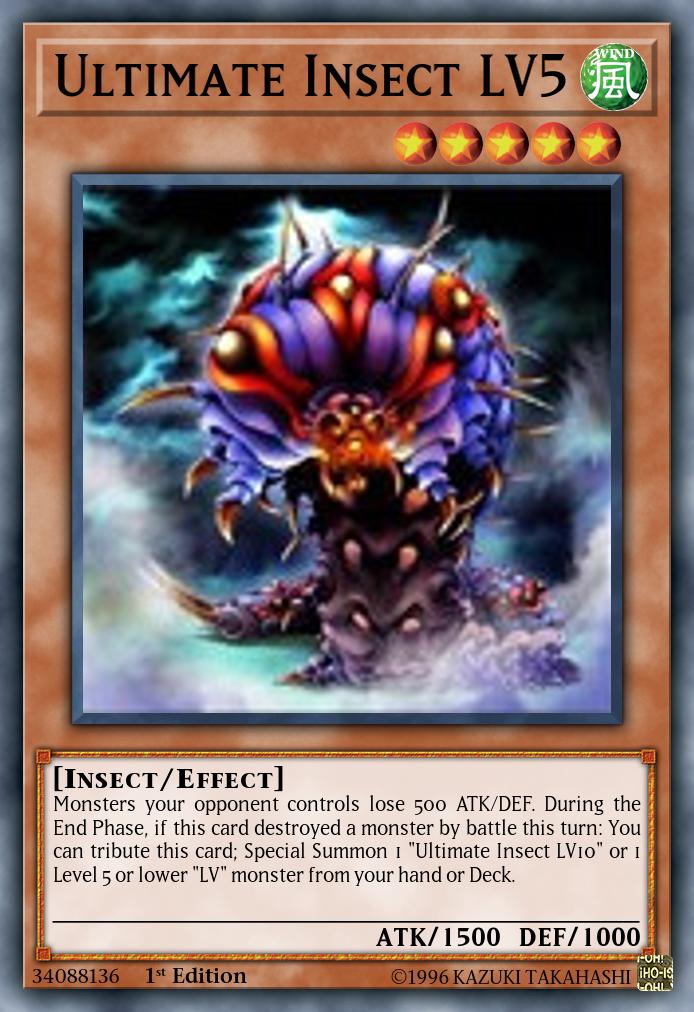 ULTIMATE INSECT LV5
WIND
風
[INSECT/EFFECT]
Monsters your opponent controls lose 500 ATK/DEF. During the
End Phase, if this card destroyed a monster by battle this turn: You
can tribute this card; Special Summon 1 "Ultimate Insect LV10" or 1
Level 5 or lower "LV" monster from your hand or Deck.
ATK/1500 DEF/1000
34088136 1st Edition ©1996 KAZUKI TAKAHASHI